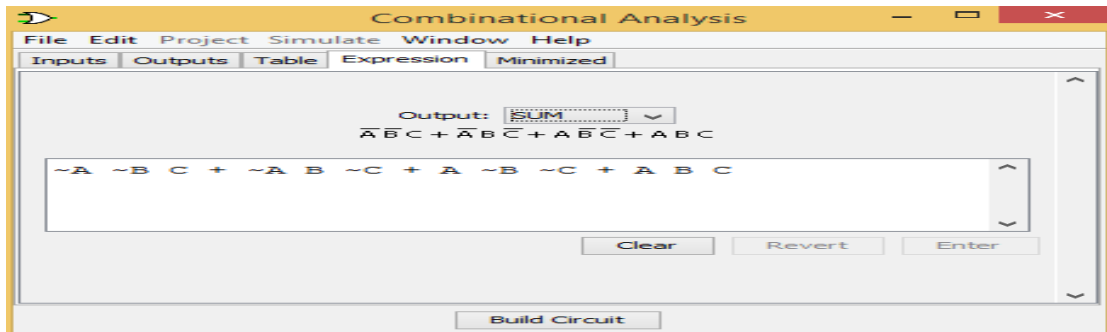 Combinational Analysis
File Edit Project Simulate Window Help
Inputs Outputs Table Expression Minimized
Output: SUM
A̅ B̅ C + A̅ B C̅ + A B̅ C̅ + A B C
~A ~B C + ~A B ~C + A ~B ~C + A B C
Clear Revert Enter
Build Circuit